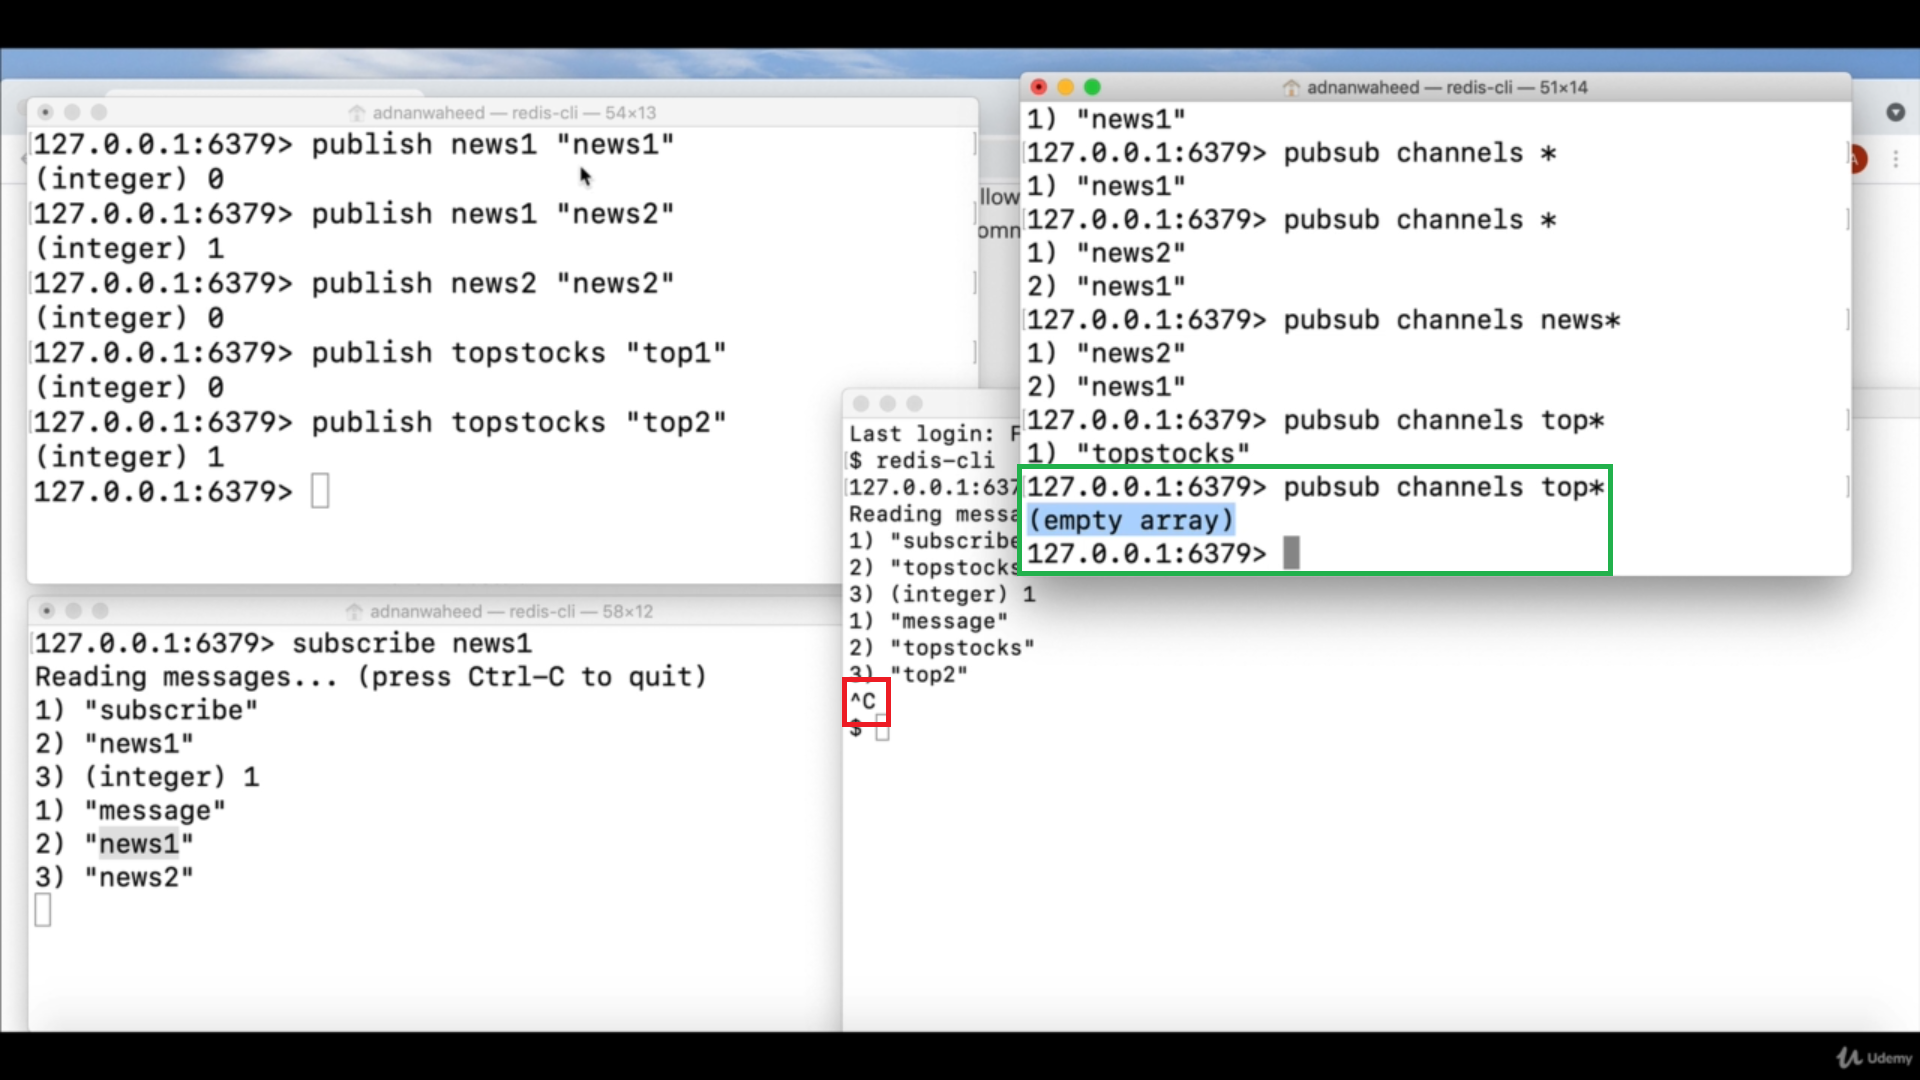 adnanwaheed — redis-cli — 54×13
127.0.0.1:6379> publish news1 "news1"
(integer) 0
127.0.0.1:6379> publish news1 "news2"
(integer) 1
127.0.0.1:6379> publish news2 "news2"
(integer) 0
127.0.0.1:6379> publish topstocks "top1"
(integer) 0
127.0.0.1:6379> publish topstocks "top2"
(integer) 1
127.0.0.1:6379>
adnanwaheed — redis-cli — 58×12
127.0.0.1:6379> subscribe news1
Reading messages... (press Ctrl-C to quit)
1) "subscribe"
2) "news1"
3) (integer) 1
1) "message"
2) "news1"
3) "news2"
adnanwaheed — redis-cli — 51×14
1) "news1"
127.0.0.1:6379> pubsub channels *
1) "news1"
127.0.0.1:6379> pubsub channels *
1) "news2"
2) "news1"
127.0.0.1:6379> pubsub channels news*
1) "news2"
2) "news1"
127.0.0.1:6379> pubsub channels top*
1) "topstocks"
127.0.0.1:6379> pubsub channels top*
(empty array)
127.0.0.1:6379>
Last login: F
$ redis-cli
127.0.0.1:637
Reading messa
1) "subscribe
2) "topstocks
3) (integer) 1
1) "message"
2) "topstocks"
3) "top2"
^C
$
llow
omn
A
Udemy